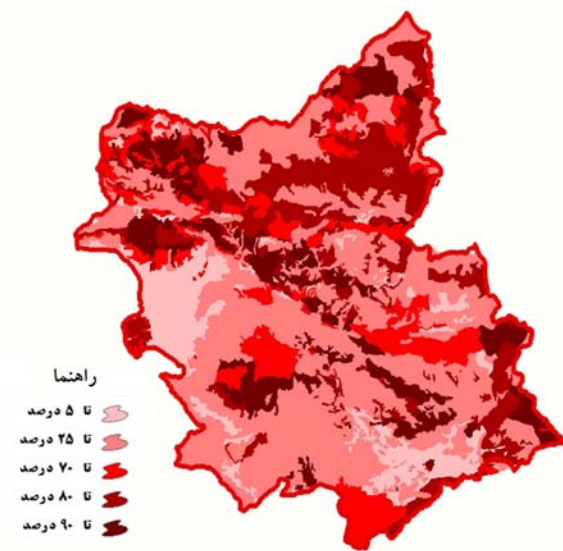 راهنما
تا ۵ درصد
تا ۲۵ درصد
تا ۷۰ درصد
تا ۸۰ درصد
تا ۹۰ درصد